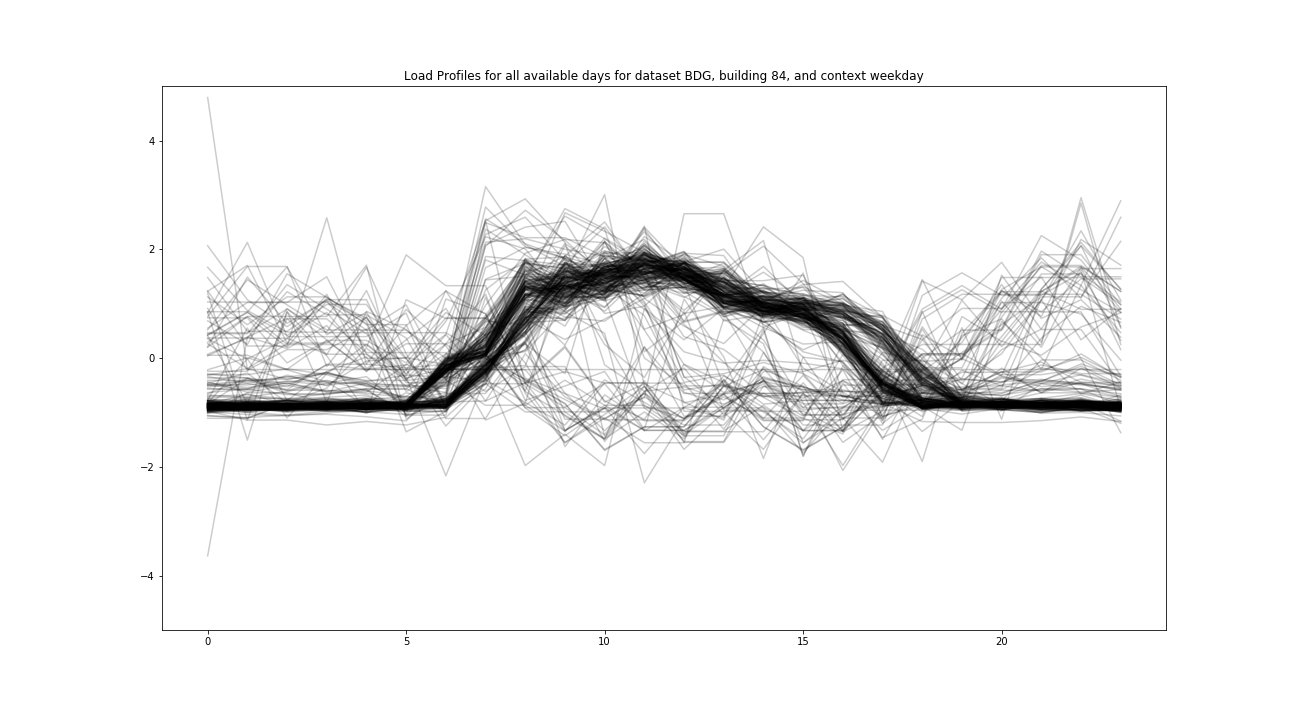 Load Profiles for all available days for dataset BDG, building 84, and context weekday
4
2
0
−2
−4
0 5 10 15 20